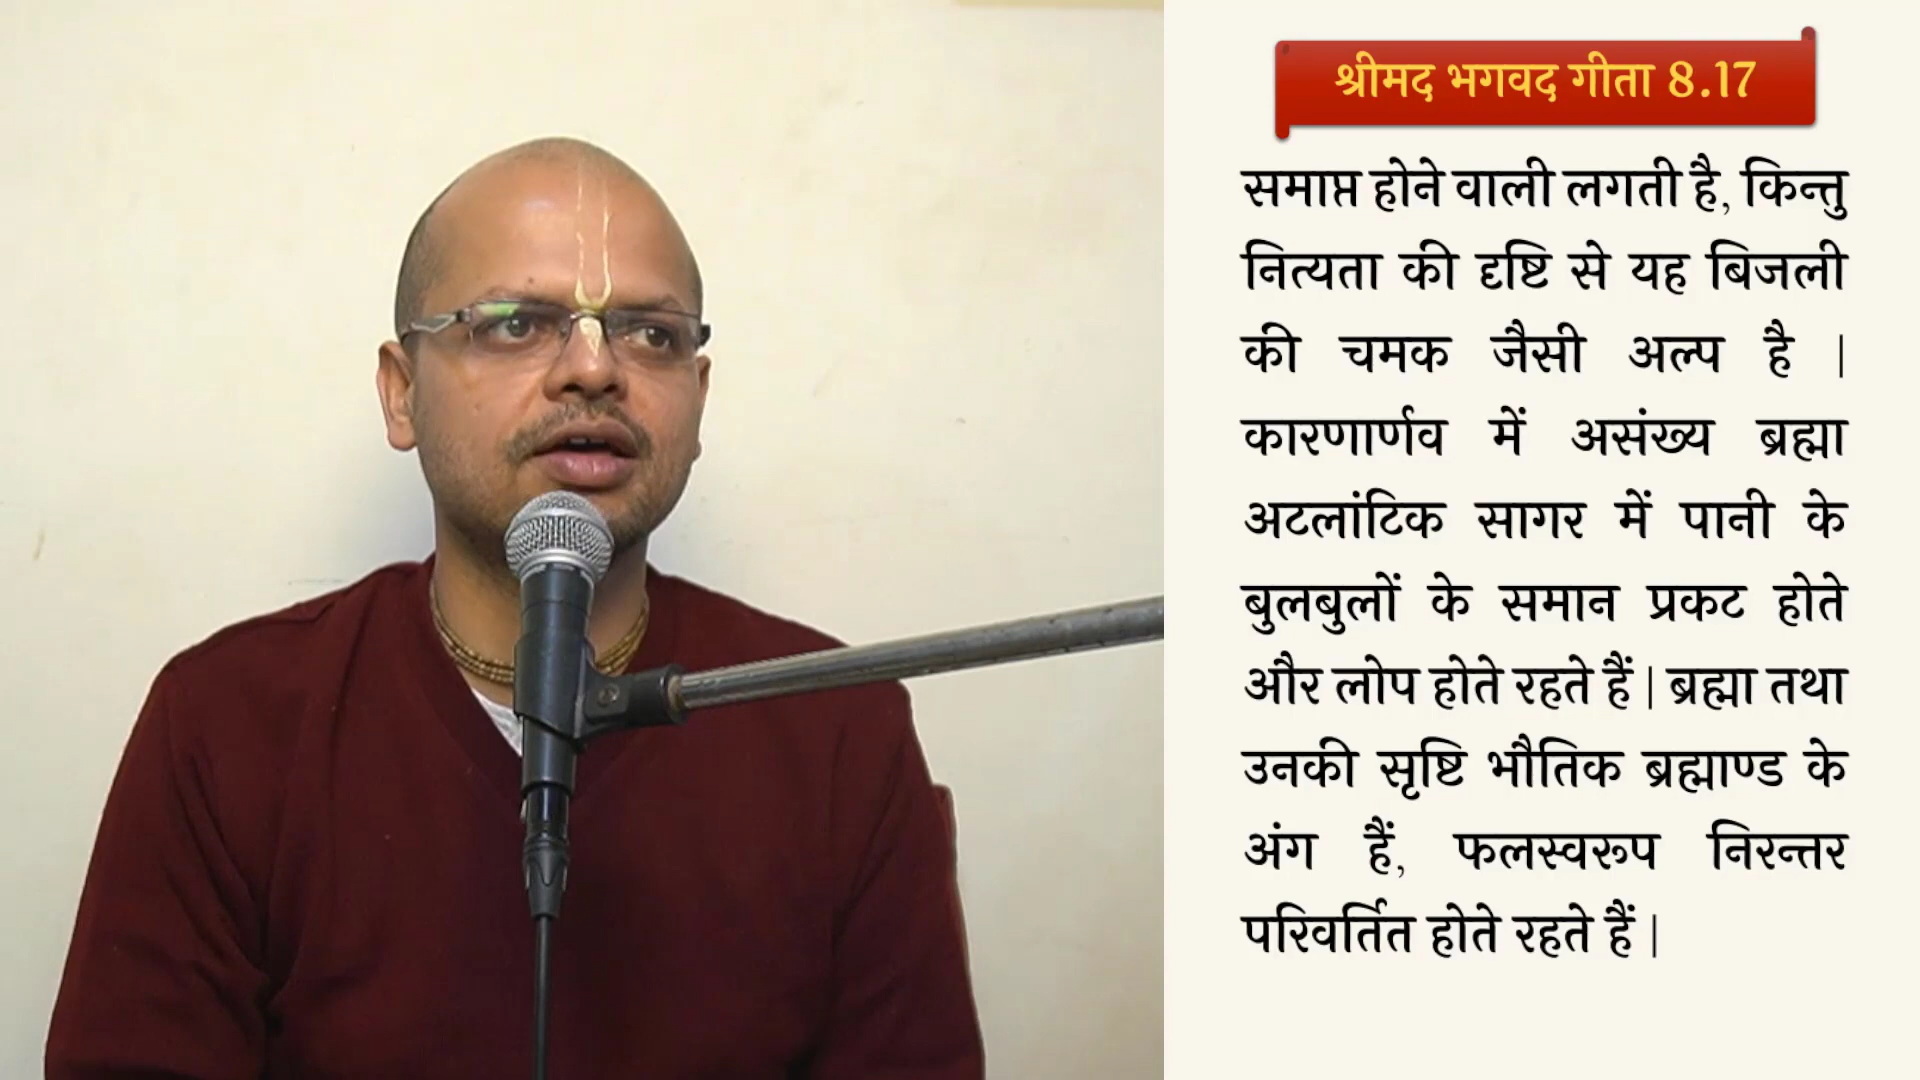 श्रीमद भगवद गीता 8.17
समाप्त होने वाली लगती है, किन्तु
नित्यता की दृष्टि से यह बिजली
की चमक जैसी अल्प है |
कारणार्णव में असंख्य ब्रह्मा
अटलांटिक सागर में पानी के
बुलबुलों के समान प्रकट होते
और लोप होते रहते हैं | ब्रह्मा तथा
उनकी सृष्टि भौतिक ब्रह्माण्ड के
अंग हैं, फलस्वरूप निरन्तर
परिवर्तित होते रहते हैं |